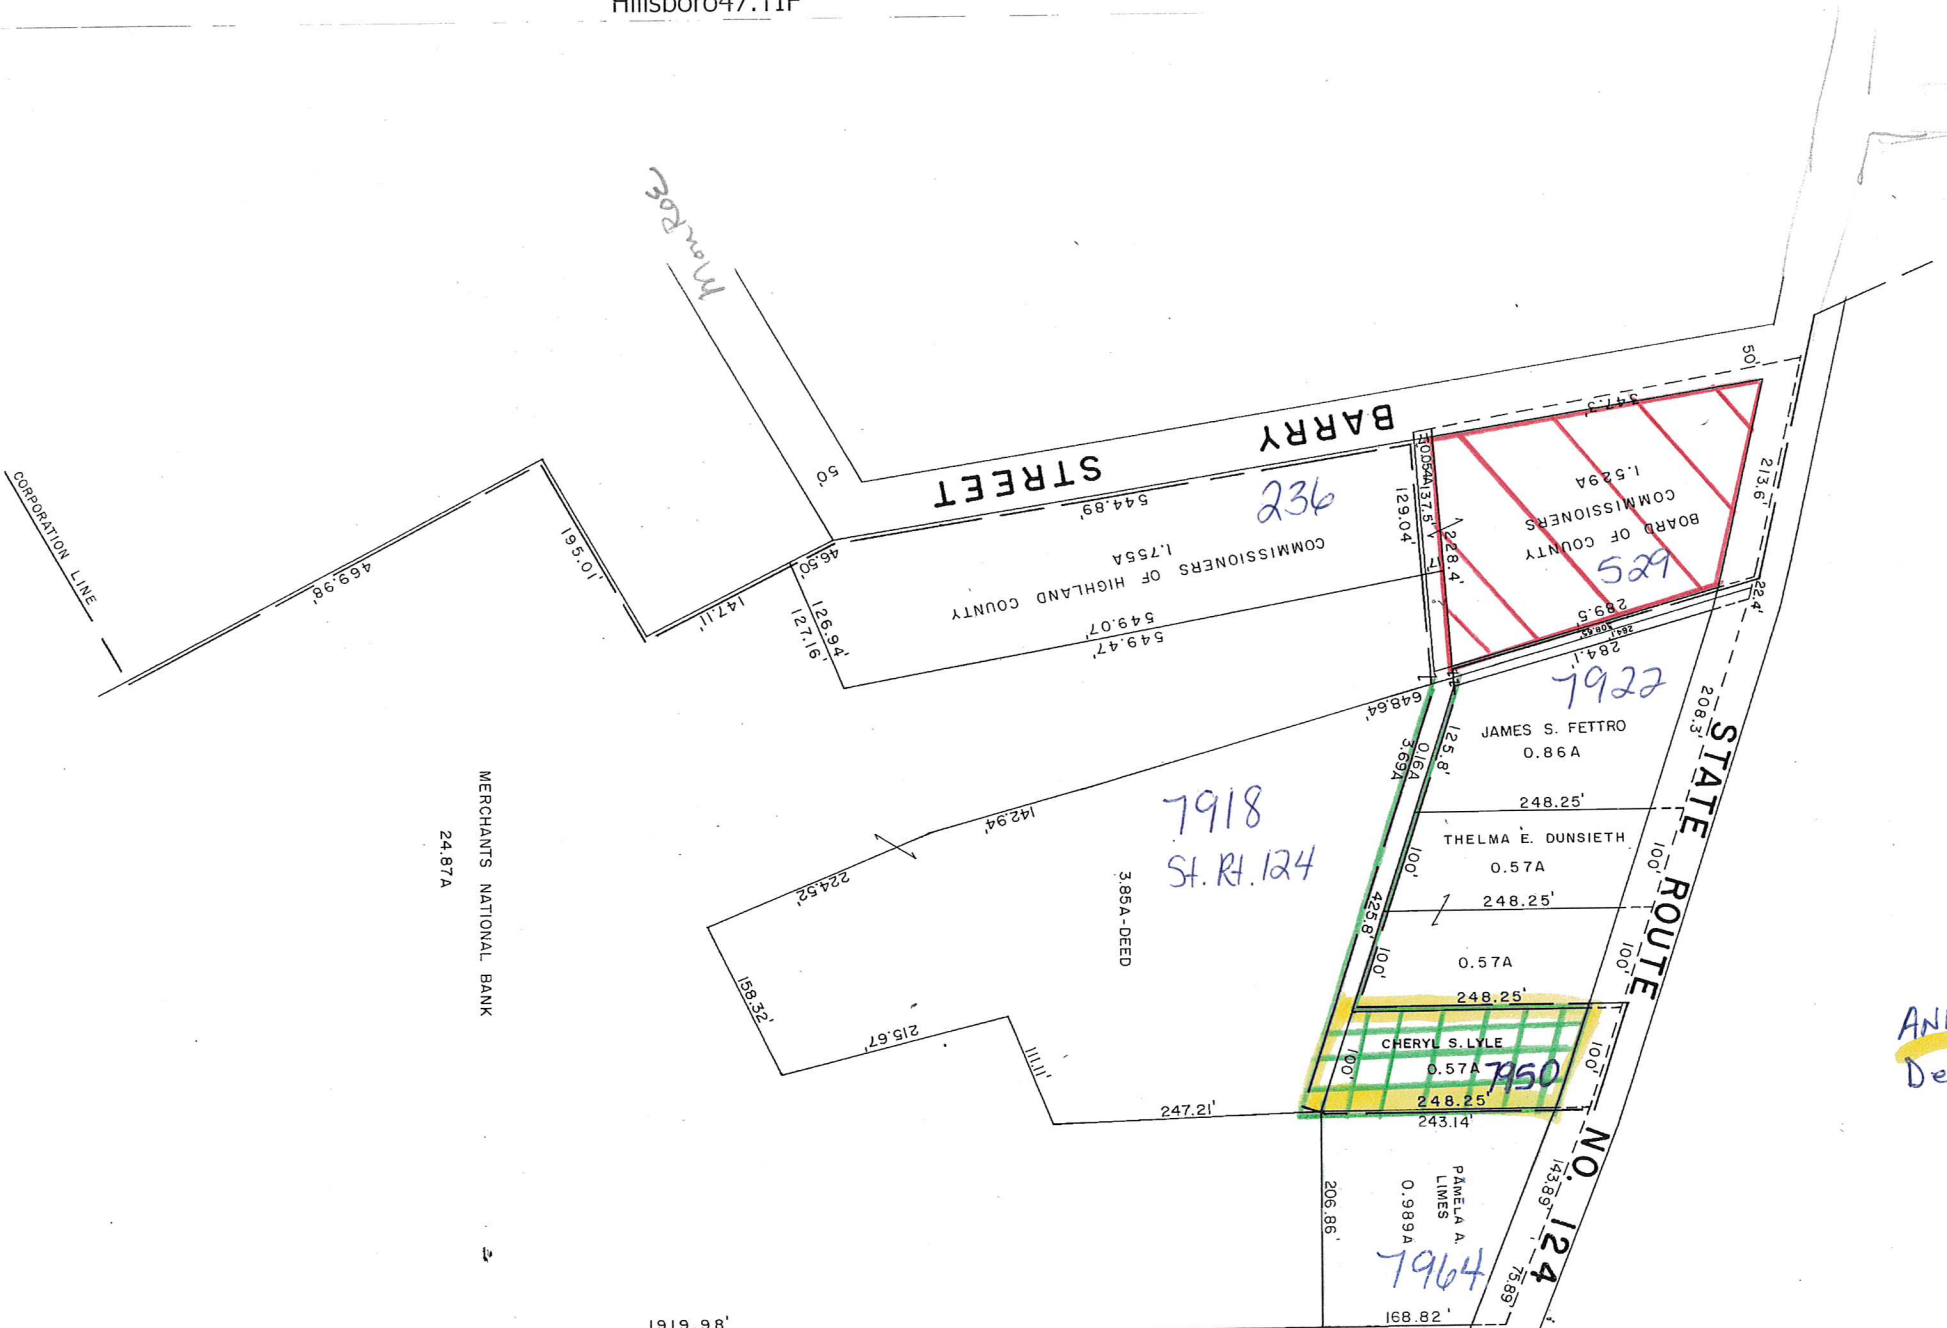 Hillsboro47.TIF
MonROE
50'
BARRY
STREET
544.89'
236
COMMISSIONERS OF HIGHLAND COUNTY
1.755A
549.07'
549.47'
46.50'
147.11'
126.94'
127.16'
195.01'
469.98'
CORPORATION LINE
50'
347.3'
213.6'
BOARD OF COUNTY
COMMISSIONERS
1.529A
529
0.054A
137.5'
129.04'
228.4'
289.5'
284.1'
284.1'
22.4'
7922
JAMES S. FETTRO
0.86A
208.3'
125.8'
248.25'
THELMA E. DUNSIETH
0.57A
100'
100'
248.25'
0.57A
100'
100'
248.25'
CHERYL S. LYLE
0.57A
7950
100'
100'
248.25'
243.14'
STATE ROUTE NO. 124
648.64'
0.16A
3.69A
425.8'
142.94'
224.52'
7918
St. Rt. 124
3.85A-DEED
158.32'
215.67'
111.11'
247.21'
MERCHANTS NATIONAL BANK
24.87A
PAMELA A.
LIMES
0.989A
7964
206.86'
143.89'
75.89'
168.82'
1919.98'